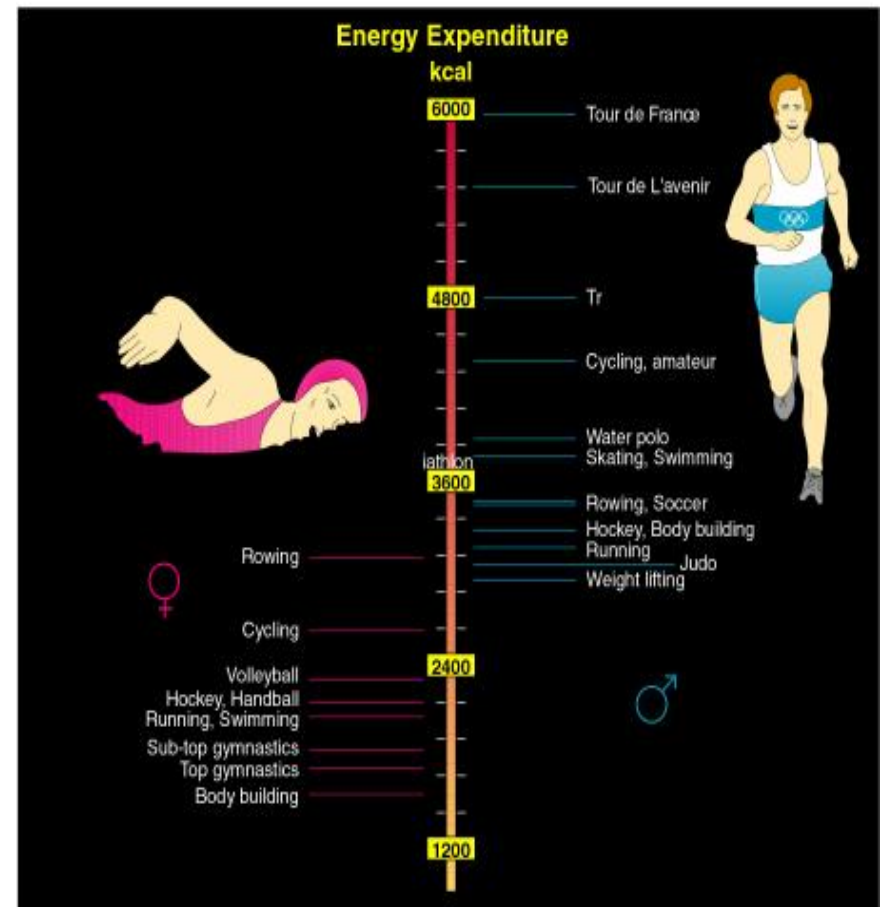 Energy Expenditure
kcal
6000
Tour de France
Tour de L'avenir
4800
Tr
Cycling, amateur
Water polo
iathlon
Skating, Swimming
3600
Rowing, Soccer
Hockey, Body building
Running
Rowing
Judo
Weight lifting
Cycling
2400
Volleyball
Hockey, Handball
Running, Swimming
Sub-top gymnastics
Top gymnastics
Body building
1200